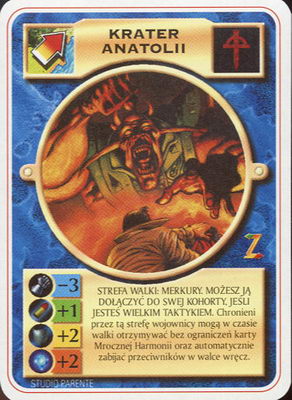 KRATER
ANATOLII
Z
-3
+1
+2
+2
STREFA WALKI: MERKURY. MOŻESZ JĄ
DOŁĄCZYĆ DO SWEJ KOHORTY, JEŚLI
JESTEŚ WIELKIM TAKTYKIEM. Chronieni
przez tą strefę wojownicy mogą w czasie
walki otrzymywać bez ograniczeń karty
Mrocznej Harmonii oraz automatycznie
zabijać przeciwników w walce wręcz.
STUDIO PARENTE